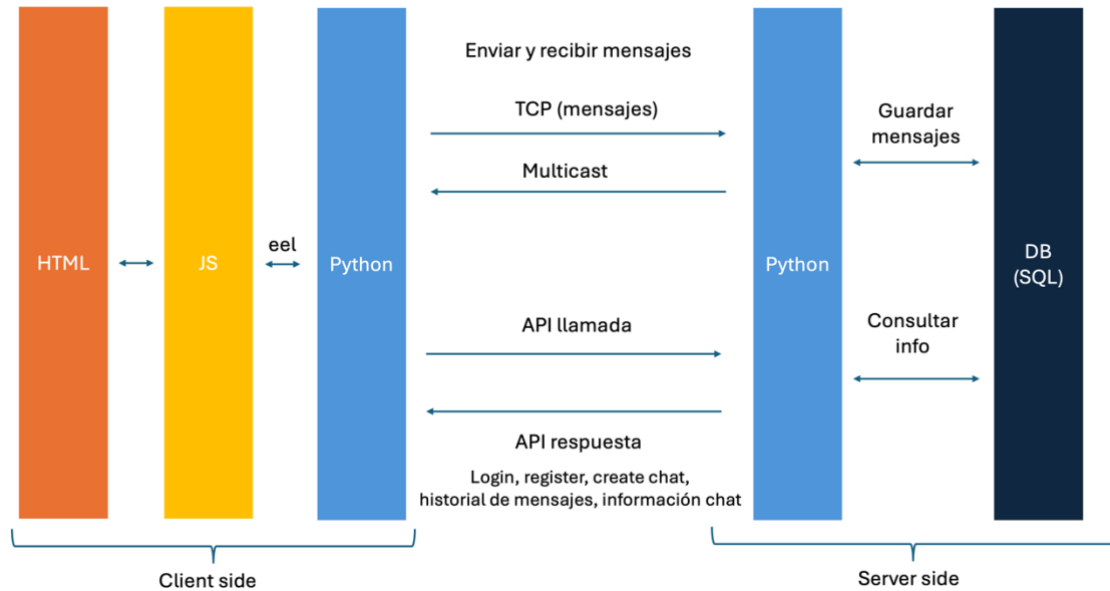 Enviar y recibir mensajes
TCP (mensajes)
Multicast
Guardar
mensajes
HTML
JS
eel
Python
Python
DB
(SQL)
API llamada
Consultar
info
API respuesta
Login, register, create chat,
historial de mensajes, información chat
Client side
Server side